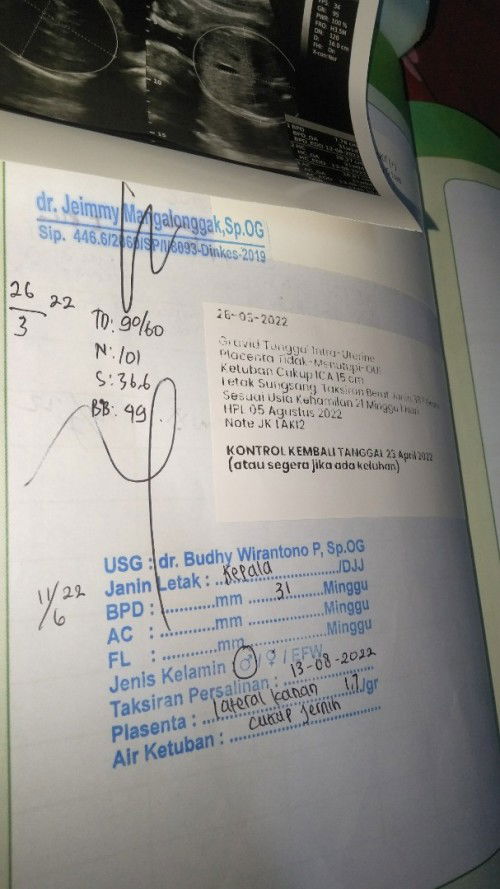 BPD
dr. Jeimmy Mangalonggak,Sp.OG
Sip. 446.6/2660/SP/I/8093-Dinkes-2019
26/3 22
TD: 90/60
N: 101
S: 36,6
BB: 49
26-03-2022
Gravid Tunggal Intra-Uterine
Placenta Tidak Menutupi OUI
Ketuban Cukup ICA 15 cm
Letak Sungsang, Taksiran Berat Janin
Sesuai Usia Kehamilan 21 Minggu 1 Hari
HPL 05 Agustus 2022
Note JK LAKI2
KONTROL KEMBALI TANGGAL 23 April 2022
(atau segera jika ada keluhan)
11/6 22
USG : dr. Budhy Wirantono P, Sp.OG
Janin Letak : Kepala /DJJ
BPD : ............mm 31 Minggu
AC : ............mm ............ Minggu
FL : ............mm ............ Minggu
Jenis Kelamin ♂ / ♀ / EFW
Taksiran Persalinan : 13-08-2022
Plasenta : lateral kanan 1,7 /gr
Air Ketuban : cukup jernih